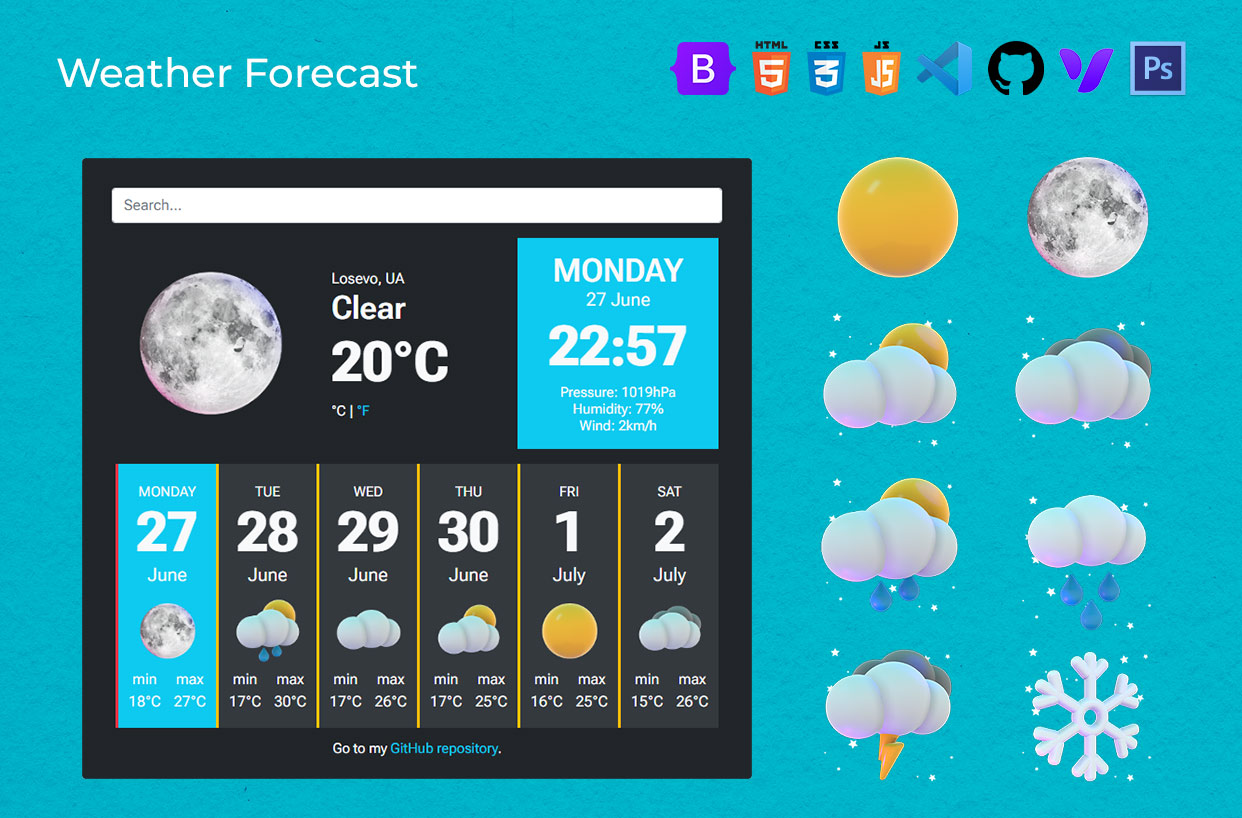 Weather Forecast
B
HTML
5
CSS
3
JS
JS
Ps
Search...
Losevo, UA
Clear
20°C
°C | °F
MONDAY
27 June
22:57
Pressure: 1019hPa
Humidity: 77%
Wind: 2km/h
MONDAY
27
June
min max
18°C 27°C
TUE
28
June
min max
17°C 30°C
WED
29
June
min max
17°C 26°C
THU
30
June
min max
17°C 25°C
FRI
1
July
min max
16°C 25°C
SAT
2
July
min max
15°C 26°C
Go to my GitHub repository.